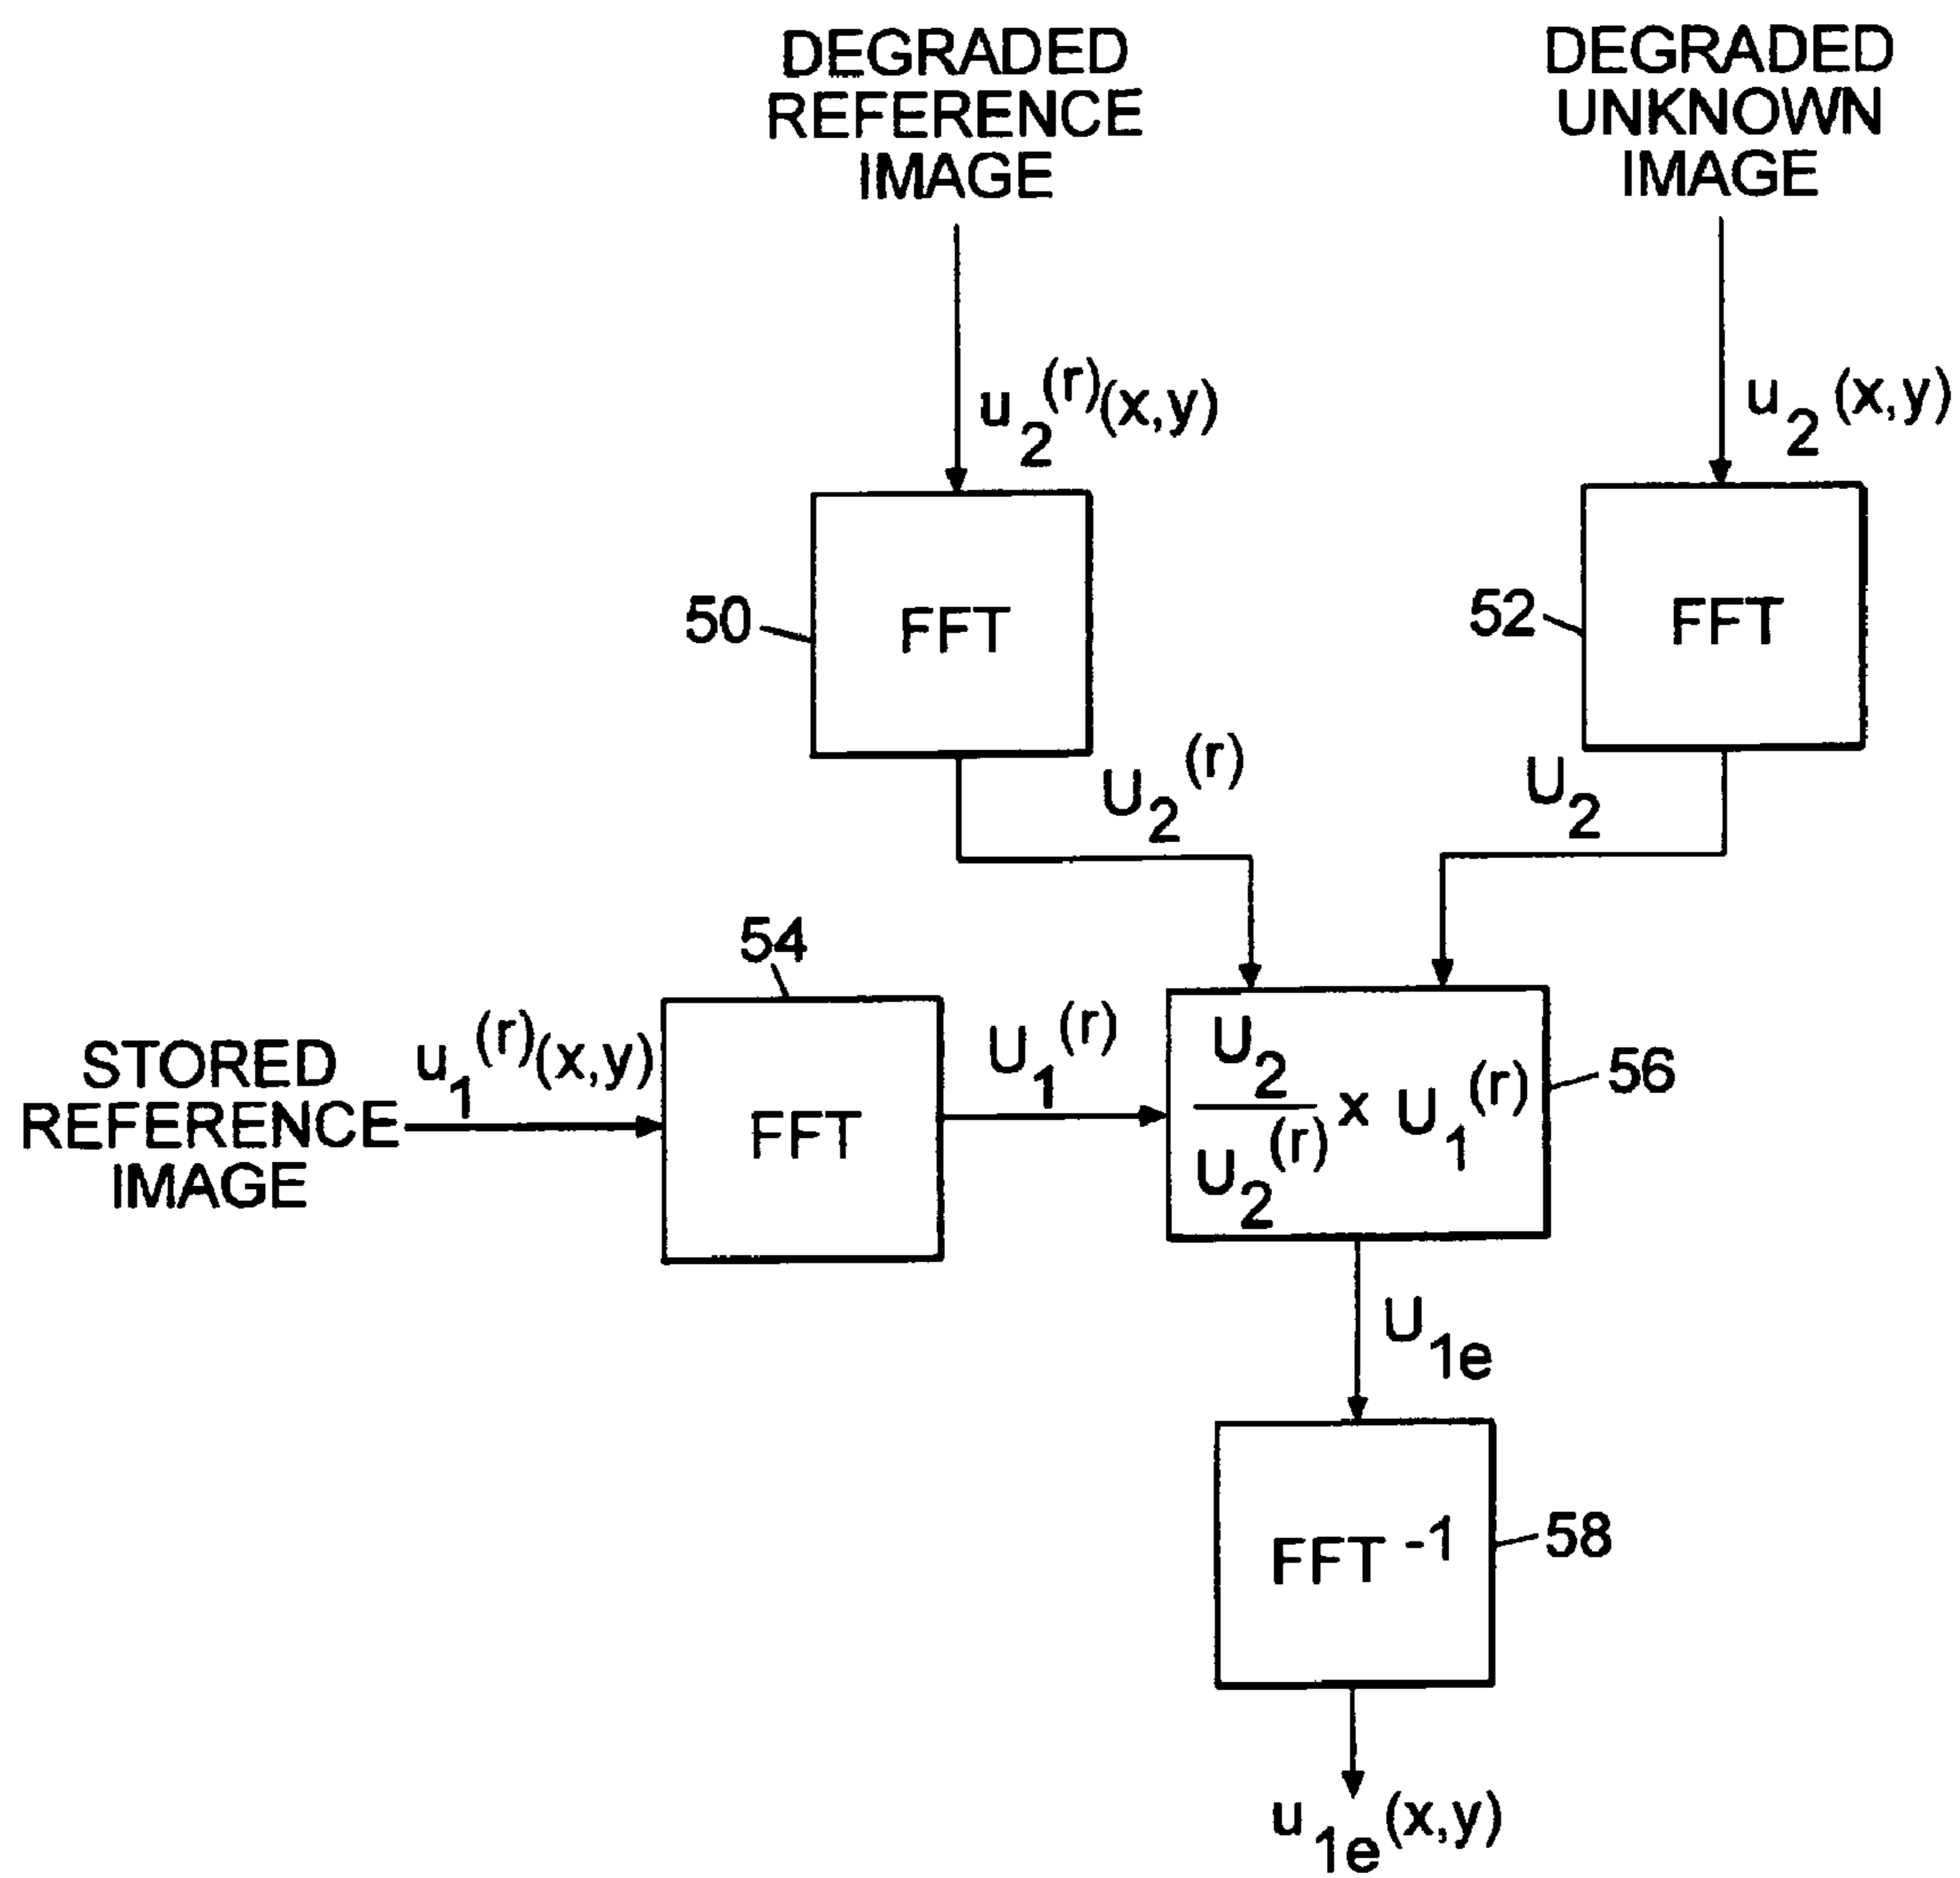 DEGRADED
REFERENCE
IMAGE
DEGRADED
UNKNOWN
IMAGE
u₂⁽ʳ⁾(x,y)
u₂(x,y)
50
FFT
52
FFT
U₂⁽ʳ⁾
U₂
54
STORED
REFERENCE
IMAGE
u₁⁽ʳ⁾(x,y)
FFT
U₁⁽ʳ⁾
U₂
x U₁⁽ʳ⁾
U₂⁽ʳ⁾
56
U₁ₑ
FFT⁻¹
58
u₁ₑ(x,y)